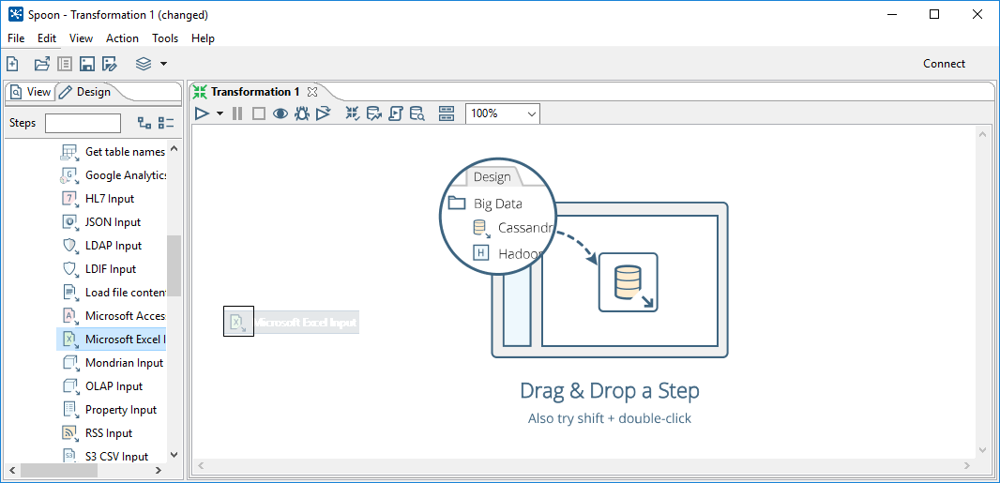 Spoon - Transformation 1 (changed)
File Edit View Action Tools Help
Connect
View Design
Transformation 1
Steps
100%
Get table names
Google Analytics
HL7 Input
JSON Input
LDAP Input
LDIF Input
Load file conten
Microsoft Acces
Microsoft Excel I
Mondrian Input
OLAP Input
Property Input
RSS Input
S3 CSV Input
Microsoft Excel Input
Design
Big Data
Cassandr
H Hadoop
Drag & Drop a Step
Also try shift + double-click